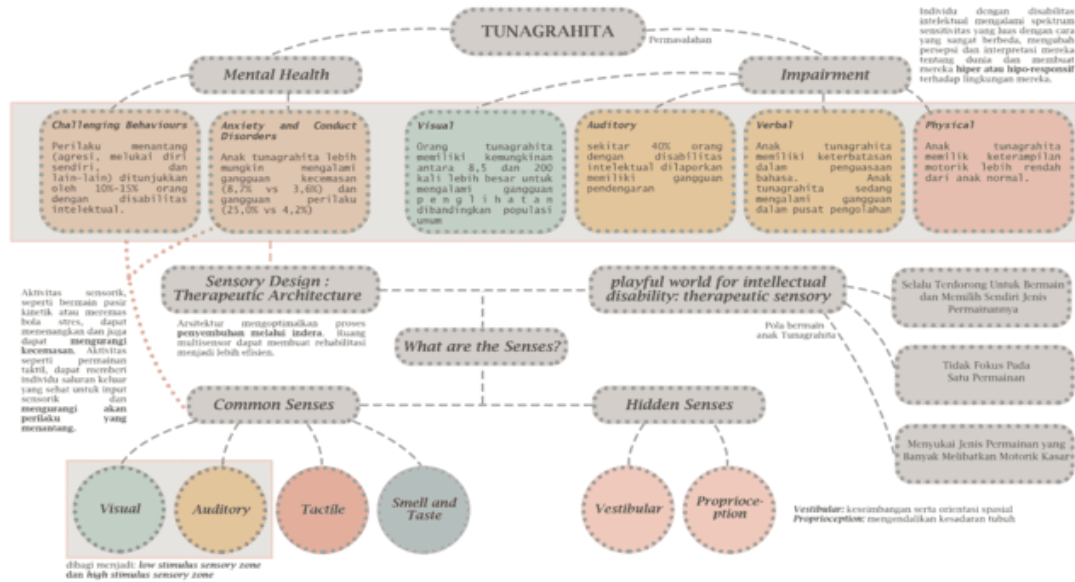 TUNAGRAHITA
Permasalahan
Individu dengan disabilitas
intelektual mengalami spektrum
sensitivitas yang luas dengan cara
yang sangat berbeda, mengubah
persepsi dan interpretasi mereka
tentang dunia dan membuat
mereka hiper atau hipo-responsif
terhadap lingkungan mereka.
Mental Health
Impairment
Challenging Behaviours
Perilaku menantang
(agresi, melukai diri
sendiri, dan
lain-lain) ditunjukkan
oleh 10%-15% orang
dengan disabilitas
intelektual.
Anxiety and Conduct
Disorders
Anak tunagrahita lebih
mungkin mengalami
gangguan kecemasan
(8,7% vs 3,6%) dan
gangguan perilaku
(25,0% vs 4,2%)
Visual
Orang tunagrahita
memiliki kemungkinan
antara 8,5 dan 200
kali lebih besar untuk
mengalami gangguan
penglihatan
dibandingkan populasi
umum
Auditory
sekitar 40% orang
dengan disabilitas
intelektual dilaporkan
memiliki gangguan
pendengaran
Verbal
Anak tunagrahita
memiliki keterbatasan
dalam penguasaan
bahasa. Anak
tunagrahita sedang
mengalami gangguan
dalam pusat pengolahan
Physical
Anak tunagrahita
memilik keterampilan
motorik lebih rendah
dari anak normal.
Aktivitas sensorik,
seperti bermain pasir
kinetik atau meremas
bola stres, dapat
menenangkan dan juga
dapat mengurangi
kecemasan. Aktivitas
seperti permainan
taktil, dapat memberi
individu saluran keluar
yang sehat untuk input
sensorik dan
mengurangi akan
perilaku yang
menantang.
Sensory Design :
Therapeutic Architecture
Arsitektur mengoptimalkan proses
penyembuhan melalui indera. Ruang
multisensor dapat membuat rehabilitasi
menjadi lebih efisien.
playful world for intellectual
disability: therapeutic sensory
Pola bermain
anak Tunagrahita
Selalu Terdorong Untuk Bermain
dan Memilih Sendiri Jenis
Permainannya
Tidak Fokus Pada
Satu Permainan
Menyukai Jenis Permainan yang
Banyak Melibatkan Motorik Kasar
What are the Senses?
Common Senses
Hidden Senses
Visual
Auditory
Tactile
Smell and
Taste
Vestibular
Proprioce-
ption
Vestibular: keseimbangan serta orientasi spasial
Proprioception: mengendalikan kesadaran tubuh
dibagi menjadi: low stimulus sensory zone
dan high stimulus sensory zone